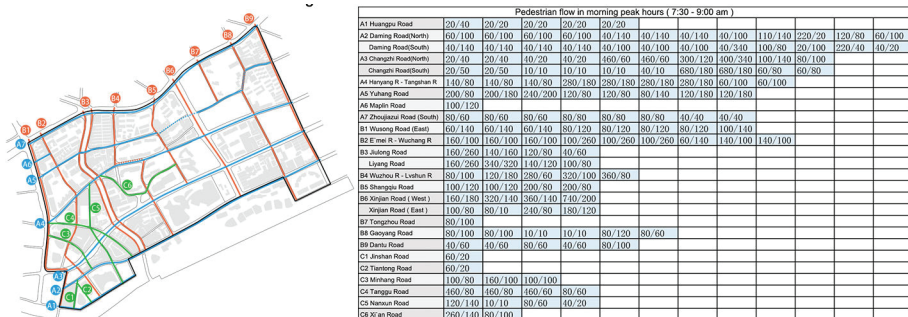 B9
B8
B7
B6
B5
B4
B3
B2
B1
A7
A6
A5
A4
A3
A2
A1
C6
C5
C4
C3
C1
C2
Pedestrian flow in morning peak hours ( 7:30 - 9:00 am )
A1 Huangpu Road 20/40 20/20 20/20 20/20 20/20
A2 Daming Road(North) 60/100 60/100 60/100 60/100 40/140 40/140 40/140 40/100 110/140 220/20 120/80 60/100
Daming Road(South) 40/140 40/140 40/140 40/140 40/140 40/100 40/100 40/340 100/80 20/100 220/40 40/20
A3 Changzhi Road(North) 20/40 20/40 40/20 40/20 460/60 460/60 300/120 400/340 100/140 80/100
Changzhi Road(South) 20/50 20/50 10/10 10/10 10/10 40/10 680/180 680/180 60/80 60/80
A4 Hanyang R - Tangshan R 140/80 140/80 140/80 280/180 280/180 280/180 280/180 60/100 60/100
A5 Yuhang Road 200/80 200/180 240/200 120/80 120/80 80/140 120/180 120/180
A6 Maplin Road 100/120
A7 Zhoujiazui Road (South) 80/60 80/60 80/60 80/80 80/80 80/80 40/40 40/40
B1 Wusong Road (East) 60/140 60/140 60/140 80/120 80/120 80/120 80/120 100/140
B2 E'mei R - Wuchang R 160/100 160/100 160/100 100/260 100/260 100/260 60/140 140/100 140/100
B3 Jiulong Road 160/260 140/160 120/80 40/60
Liyang Road 160/260 340/320 140/120 100/80
B4 Wuzhou R - Lvshun R 80/100 120/180 280/60 320/100 360/80
B5 Shangqiu Road 100/120 100/120 200/80 200/80
B6 Xinjian Road ( West ) 160/180 320/140 360/140 740/200
Xinjian Road ( East ) 100/80 80/10 240/80 180/120
B7 Tongzhou Road 80/100
B8 Gaoyang Road 80/100 80/100 10/10 10/10 80/120 80/60
B9 Dantu Road 40/60 40/60 80/60 40/60 80/100
C1 Jinshan Road 60/20
C2 Tiantong Road 60/20
C3 Minhang Road 100/80 160/100 100/100
C4 Tanggu Road 460/80 460/80 460/60 80/60
C5 Nanxun Road 120/140 10/10 80/60 40/20
C6 Xi'an Road 260/140 80/100